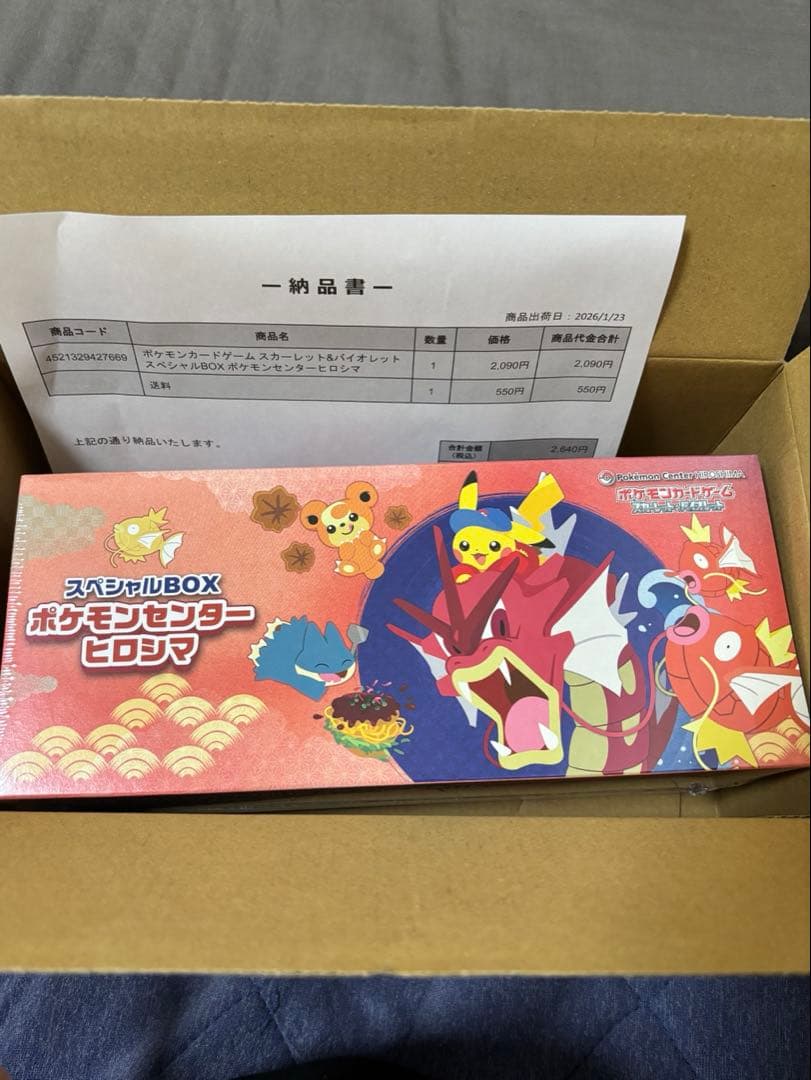 ー納品書ー
商品出荷日：2026/1/23
商品コード 商品名 数量 価格 商品代金合計
4521329427669 ポケモンカードゲーム スカーレット&バイオレット
スペシャルBOX ポケモンセンターヒロシマ 1 2,090円 2,090円
送料 1 550円 550円
上記の通り納品いたします。
合計金額
(税込) 2,640円
Pokémon Center HIROSHIMA
ポケモンカードゲーム
スカーレット&バイオレット
スペシャルBOX
ポケモンセンター
ヒロシマ